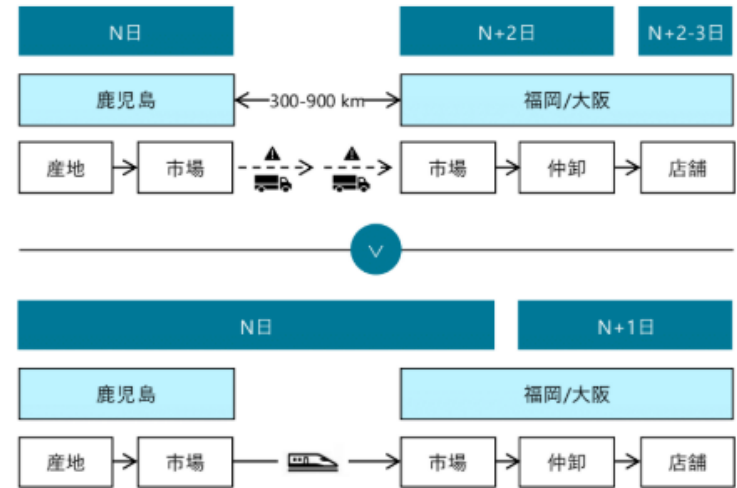 N日 N+2日 N+2-3日
鹿児島 300-900 km 福岡/大阪
産地 市場 市場 仲卸 店舗
N日 N+1日
鹿児島 福岡/大阪
産地 市場 市場 仲卸 店舗